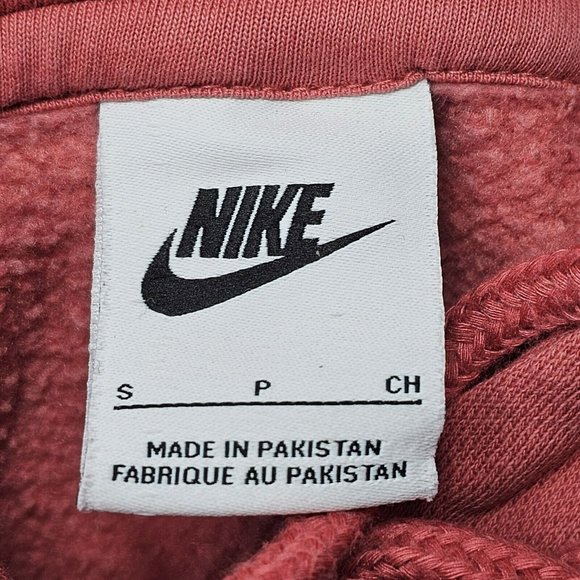 NIKE
S P CH
MADE IN PAKISTAN
FABRIQUE AU PAKISTAN